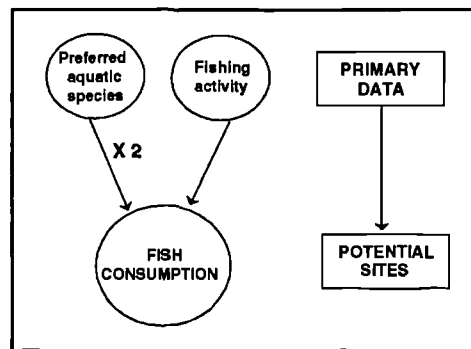 Preferred
aquatic
species
Fishing
activity
PRIMARY
DATA
X 2
FISH
CONSUMPTION
POTENTIAL
SITES